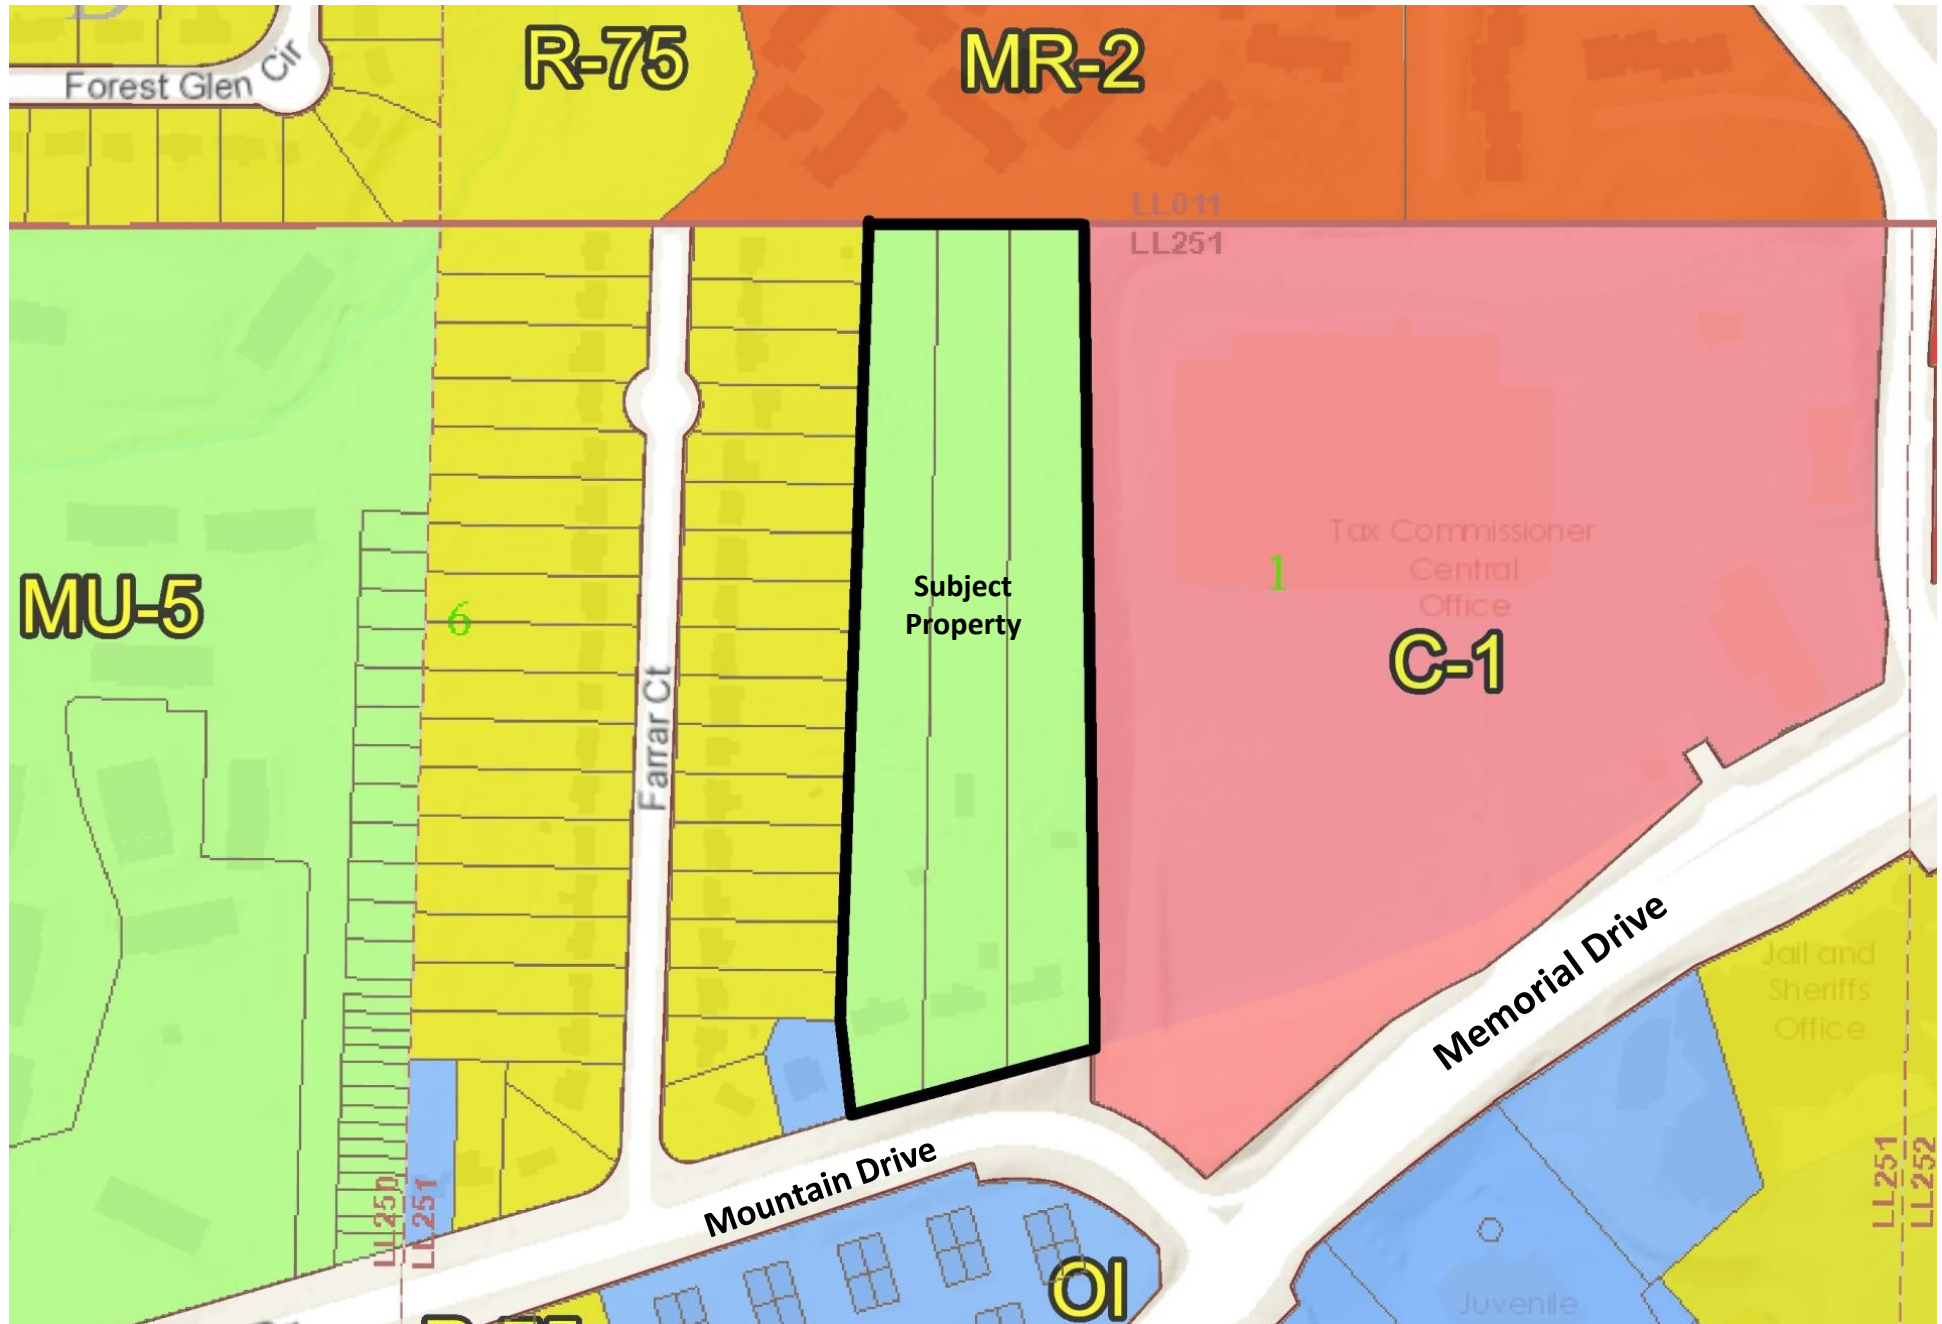 R-75
MR-2
Forest Glen Cir
LL011
LL251
Tax Commissioner
Central
Office
1
C-1
Subject
Property
MU-5
6
Farrar Ct
Memorial Drive
Jail and
Sheriffs
Office
Mountain Drive
LL250
LL251
LL251
LL252
OI
Juvenile
R-75